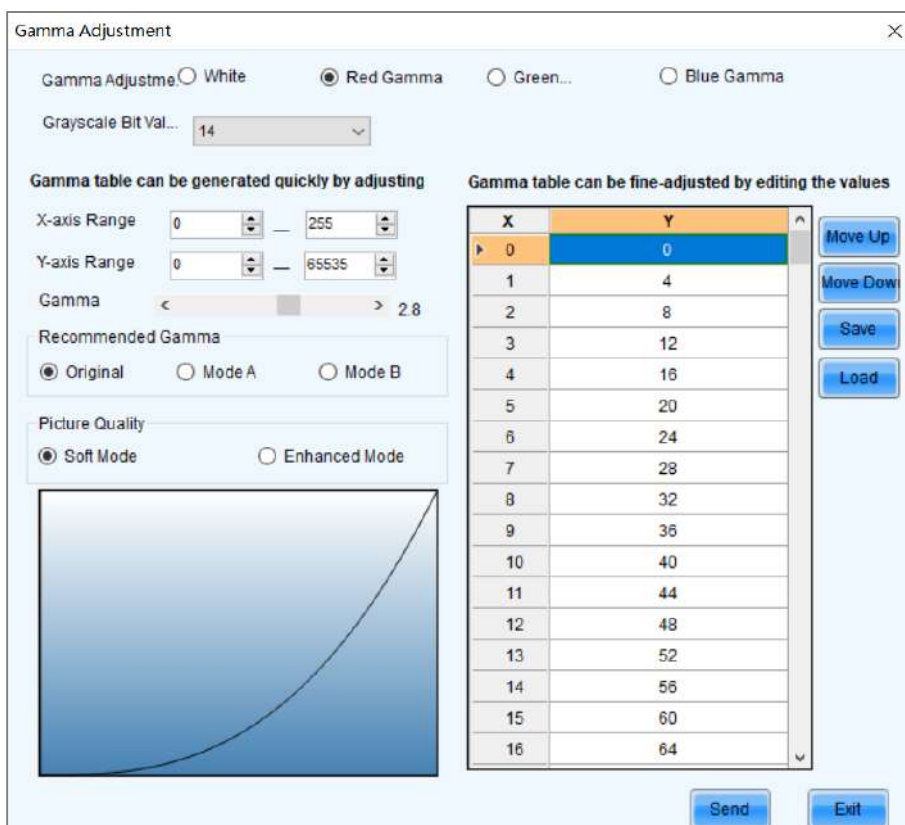 Gamma Adjustment
Gamma Adjustme... White Red Gamma Green... Blue Gamma
Grayscale Bit Val... 14
Gamma table can be generated quickly by adjusting
X-axis Range 0 — 255
Y-axis Range 0 — 65535
Gamma < > 2.8
Recommended Gamma
Original Mode A Mode B
Picture Quality
Soft Mode Enhanced Mode
Gamma table can be fine-adjusted by editing the values
X Y
0 0
1 4
2 8
3 12
4 16
5 20
6 24
7 28
8 32
9 36
10 40
11 44
12 48
13 52
14 56
15 60
16 64
Move Up
Move Down
Save
Load
Send Exit